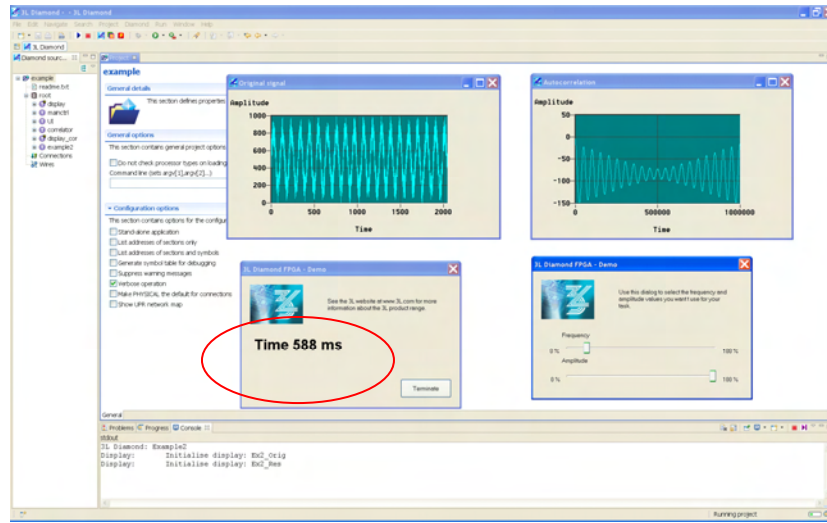 3L Diamond - - 3L Diamond
File Edit Navigate Search Project Diamond Run Window Help
3L Diamond
Diamond sourc...
Project
example
readme.txt
root
display
mainctrl
UI
correlator
display_cor
example2
Connections
Wires
example
General details
This section defines properties
General options
This section contains general project options
Do not check processor types on loading
Command line (sets argv[1],argv[2]...)
Configuration options
This section contains options for the configur
Stand-alone application
List addresses of sections only
List addresses of sections and symbols
Generate symbol table for debugging
Suppress warning messages
Verbose operation
Make PHYSICAL the default for connections
Show UPR network map
General
Original signal
Amplitude
1000
800
600
400
200
0
0 500 1000 1500 2000
Time
Autocorrelation
Amplitude
50
0
-50
-100
-150
0 500000 1000000
Time
3L Diamond FPGA - Demo
See the 3L website at www.3L.com for more
information about the 3L product range.
Time 588 ms
Terminate
3L Diamond FPGA - Demo
Use this dialog to select the frequency and
amplitude values you want t use for your
task.
Frequency
0 % 100 %
Amplitude
0 % 100 %
Problems Progress Console
stdout
3L Diamond: Example2
Display: Initialise display: Ex2_Orig
Display: Initialise display: Ex2_Res
Running project